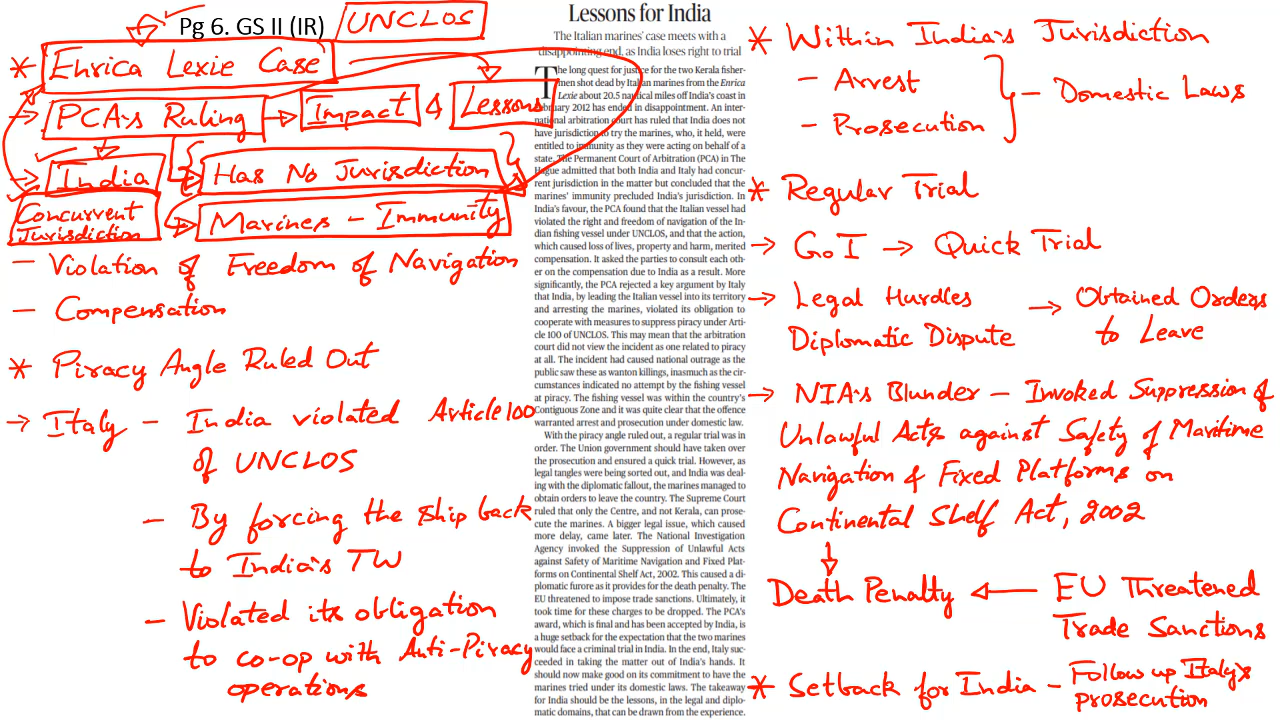 Pg 6. GS II (IR)
UNCLOS
* Enrica Lexie Case
→ PCA's Ruling → Impact & Lessons
→ India
Concurrent
Jurisdiction
Has No Jurisdiction
Marines - Immunity
- Violation of Freedom of Navigation
- Compensation
* Piracy Angle Ruled Out
→ Italy - India violated Article 100
of UNCLOS
- By forcing the ship back
to India's TW
- Violated its obligation
to co-op with Anti-Piracy
operations
Lessons for India
The Italian marines' case meets with a
disappointing end, as India loses right to trial
The long quest for justice for the two Kerala fisher-
men shot dead by Italian marines from the Enrica
Lexie about 20.5 nautical miles off India's coast in
February 2012 has ended in disappointment. An inter-
national arbitration court has ruled that India does not
have jurisdiction to try the marines, who, it held, were
entitled to immunity as they were acting on behalf of a
state. The Permanent Court of Arbitration (PCA) in The
Hague admitted that both India and Italy had concur-
rent jurisdiction in the matter but concluded that the
marines' immunity precluded India's jurisdiction. In
India's favour, the PCA found that the Italian vessel had
violated the right and freedom of navigation of the In-
dian fishing vessel under UNCLOS, and that the action,
which caused loss of lives, property and harm, merited
compensation. It asked the parties to consult each oth-
er on the compensation due to India as a result. More
significantly, the PCA rejected a key argument by Italy
that India, by leading the Italian vessel into its territory
and arresting the marines, violated its obligation to
cooperate with measures to suppress piracy under Arti-
cle 100 of UNCLOS. This may mean that the arbitration
court did not view the incident as one related to piracy
at all. The incident had caused national outrage as the
public saw these as wanton killings, inasmuch as the cir-
cumstances indicated no attempt by the fishing vessel
at piracy. The fishing vessel was within the country's
Contiguous Zone and it was quite clear that the offence
warranted arrest and prosecution under domestic law.
With the piracy angle ruled out, a regular trial was in
order. The Union government should have taken over
the prosecution and ensured a quick trial. However, as
legal tangles were being sorted out, and India was deal-
ing with the diplomatic fallout, the marines managed to
obtain orders to leave the country. The Supreme Court
ruled that only the Centre, and not Kerala, can prose-
cute the marines. A bigger legal issue, which caused
more delay, came later. The National Investigation
Agency invoked the Suppression of Unlawful Acts
against Safety of Maritime Navigation and Fixed Plat-
forms on Continental Shelf Act, 2002. This caused a di-
plomatic furore as it provides for the death penalty. The
EU threatened to impose trade sanctions. Ultimately, it
took time for these charges to be dropped. The PCA's
award, which is final and has been accepted by India, is
a huge setback for the expectation that the two marines
would face a criminal trial in India. In the end, Italy suc-
ceeded in taking the matter out of India's hands. It
should now make good on its commitment to have the
marines tried under its domestic laws. The takeaway
for India should be the lessons, in the legal and diplo-
matic domains, that can be drawn from the experience.
* Within India's Jurisdiction
- Arrest
- Prosecution
- Domestic Laws
* Regular Trial
→ GoI → Quick Trial
→ Legal Hurdles
Diplomatic Dispute
→ Obtained Orders
to Leave
→ NIA's Blunder - Invoked Suppression of
Unlawful Acts against Safety of Maritime
Navigation & Fixed Platforms on
Continental Shelf Act, 2002
Death Penalty ← EU Threatened
Trade Sanctions
* Setback for India - Follow up Italy's
prosecution